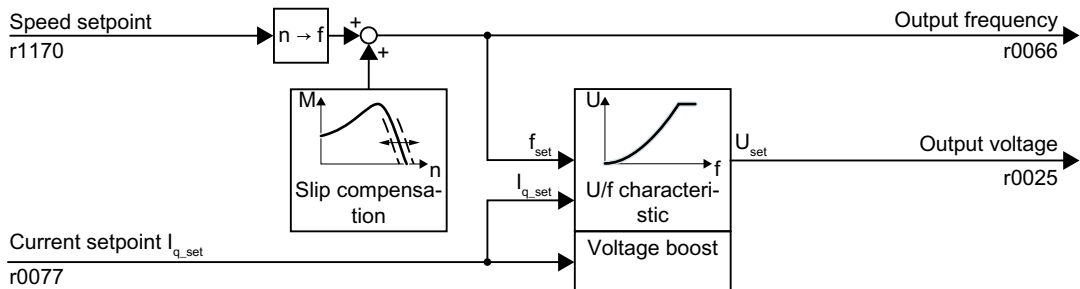 Speed setpoint
r1170
n → f
+
+
Output frequency
r0066
M
n
Slip compensa-
tion
f_set
I_q_set
U
f
U/f characteri-
stic
U_set
Output voltage
r0025
Current setpoint I_q_set
r0077
Voltage boost